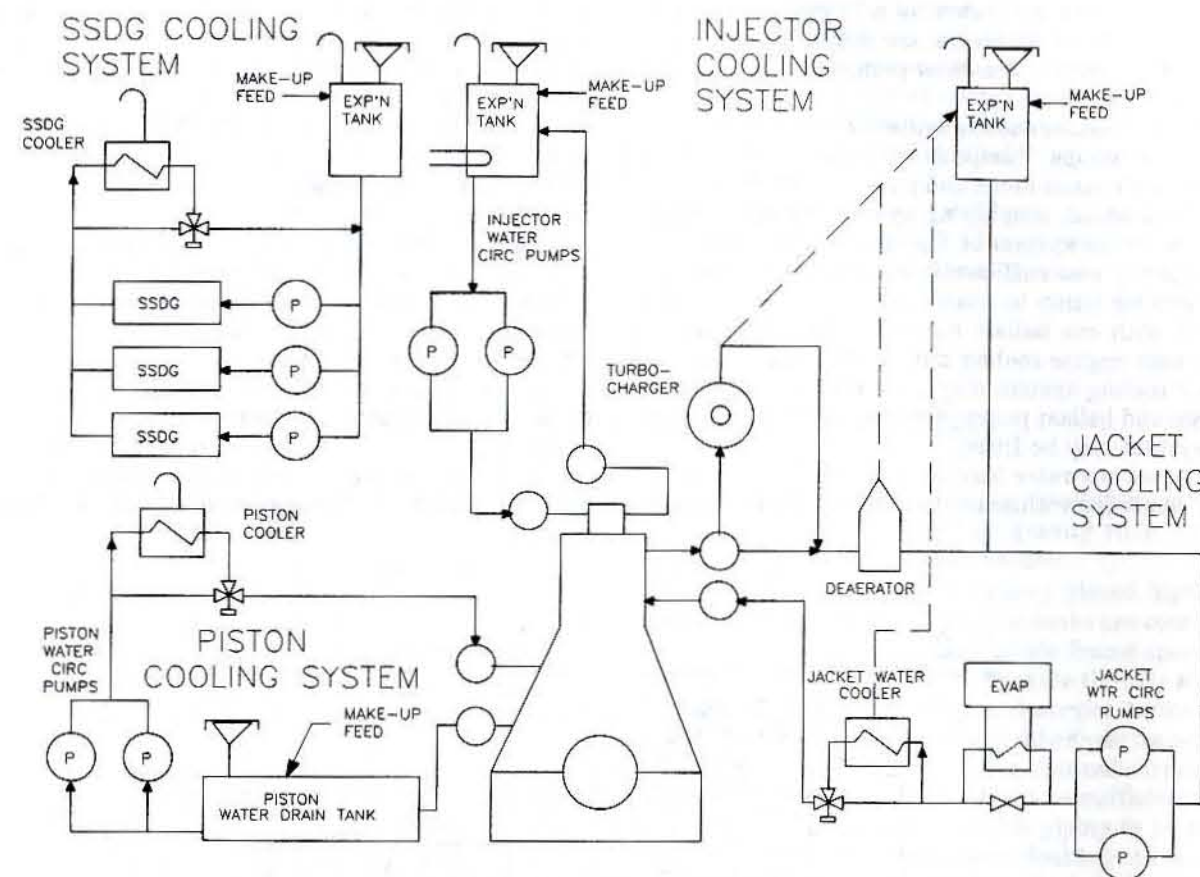 SSDG COOLING
SYSTEM
MAKE-UP
FEED
EXP'N
TANK
SSDG
COOLER
SSDG
P
SSDG
P
SSDG
P
EXP'N
TANK
MAKE-UP
FEED
INJECTOR
WATER
CIRC PUMPS
P
P
INJECTOR
COOLING
SYSTEM
EXP'N
TANK
MAKE-UP
FEED
TURBO-
CHARGER
JACKET
COOLING
SYSTEM
DEAERATOR
PISTON
COOLER
PISTON
WATER
CIRC
PUMPS
PISTON
COOLING SYSTEM
MAKE-UP
FEED
P
P
PISTON
WATER DRAIN TANK
JACKET WATER
COOLER
EVAP
JACKET
WTR CIRC
PUMPS
P
P